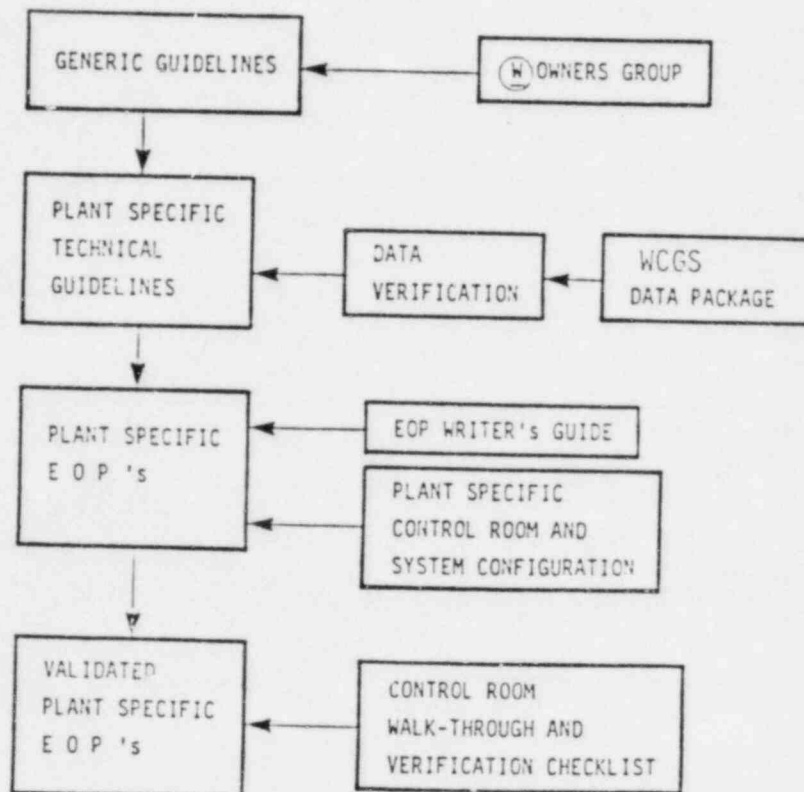 GENERIC GUIDELINES
W OWNERS GROUP
PLANT SPECIFIC
TECHNICAL
GUIDELINES
DATA
VERIFICATION
WCGS
DATA PACKAGE
PLANT SPECIFIC
E O P 's
EOP WRITER's GUIDE
PLANT SPECIFIC
CONTROL ROOM AND
SYSTEM CONFIGURATION
VALIDATED
PLANT SPECIFIC
E O P 's
CONTROL ROOM
WALK-THROUGH AND
VERIFICATION CHECKLIST